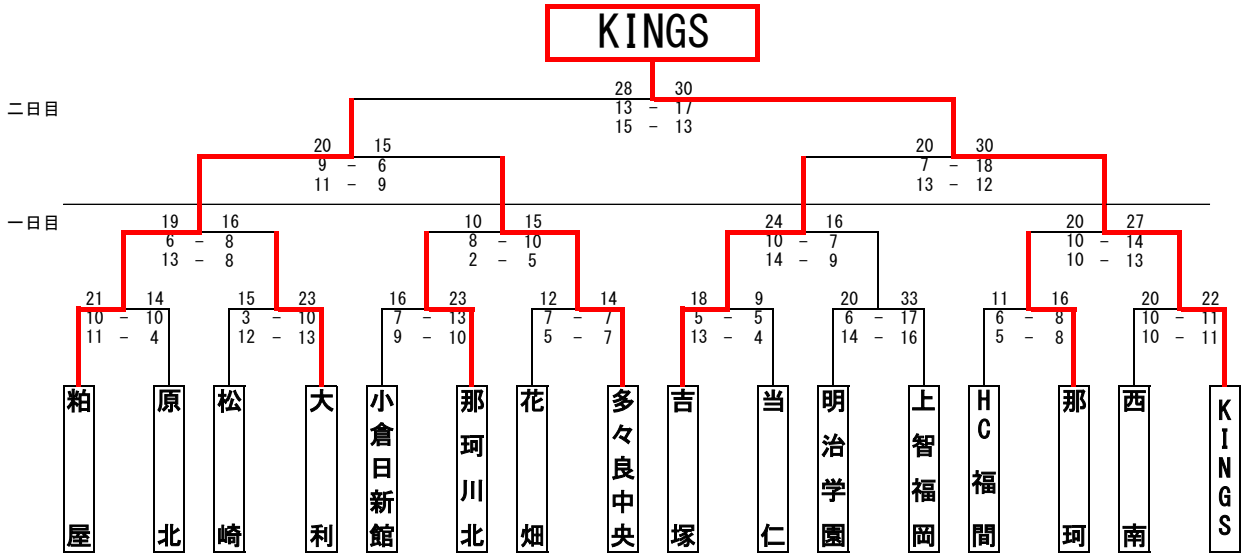 KINGS
二日目
28 30
13 - 17
15 - 13
20 15
9 - 6
11 - 9
20 30
7 - 18
13 - 12
一日目
19 16
6 - 8
13 - 8
10 15
8 - 10
2 - 5
24 16
10 - 7
14 - 9
20 27
10 - 14
10 - 13
21 14
10 - 10
11 - 4
15 23
3 - 10
12 - 13
16 23
7 - 13
9 - 10
12 14
7 - 7
5 - 7
18 9
5 - 5
13 - 4
20 33
6 - 17
14 - 16
11 16
6 - 8
5 - 8
20 22
10 - 11
10 - 11
粕屋
原北
松崎
大利
小倉日新館
那珂川北
花畑
多々良中央
吉塚
当仁
明治学園
上智福岡
HC福間
那珂
西南
KINGS